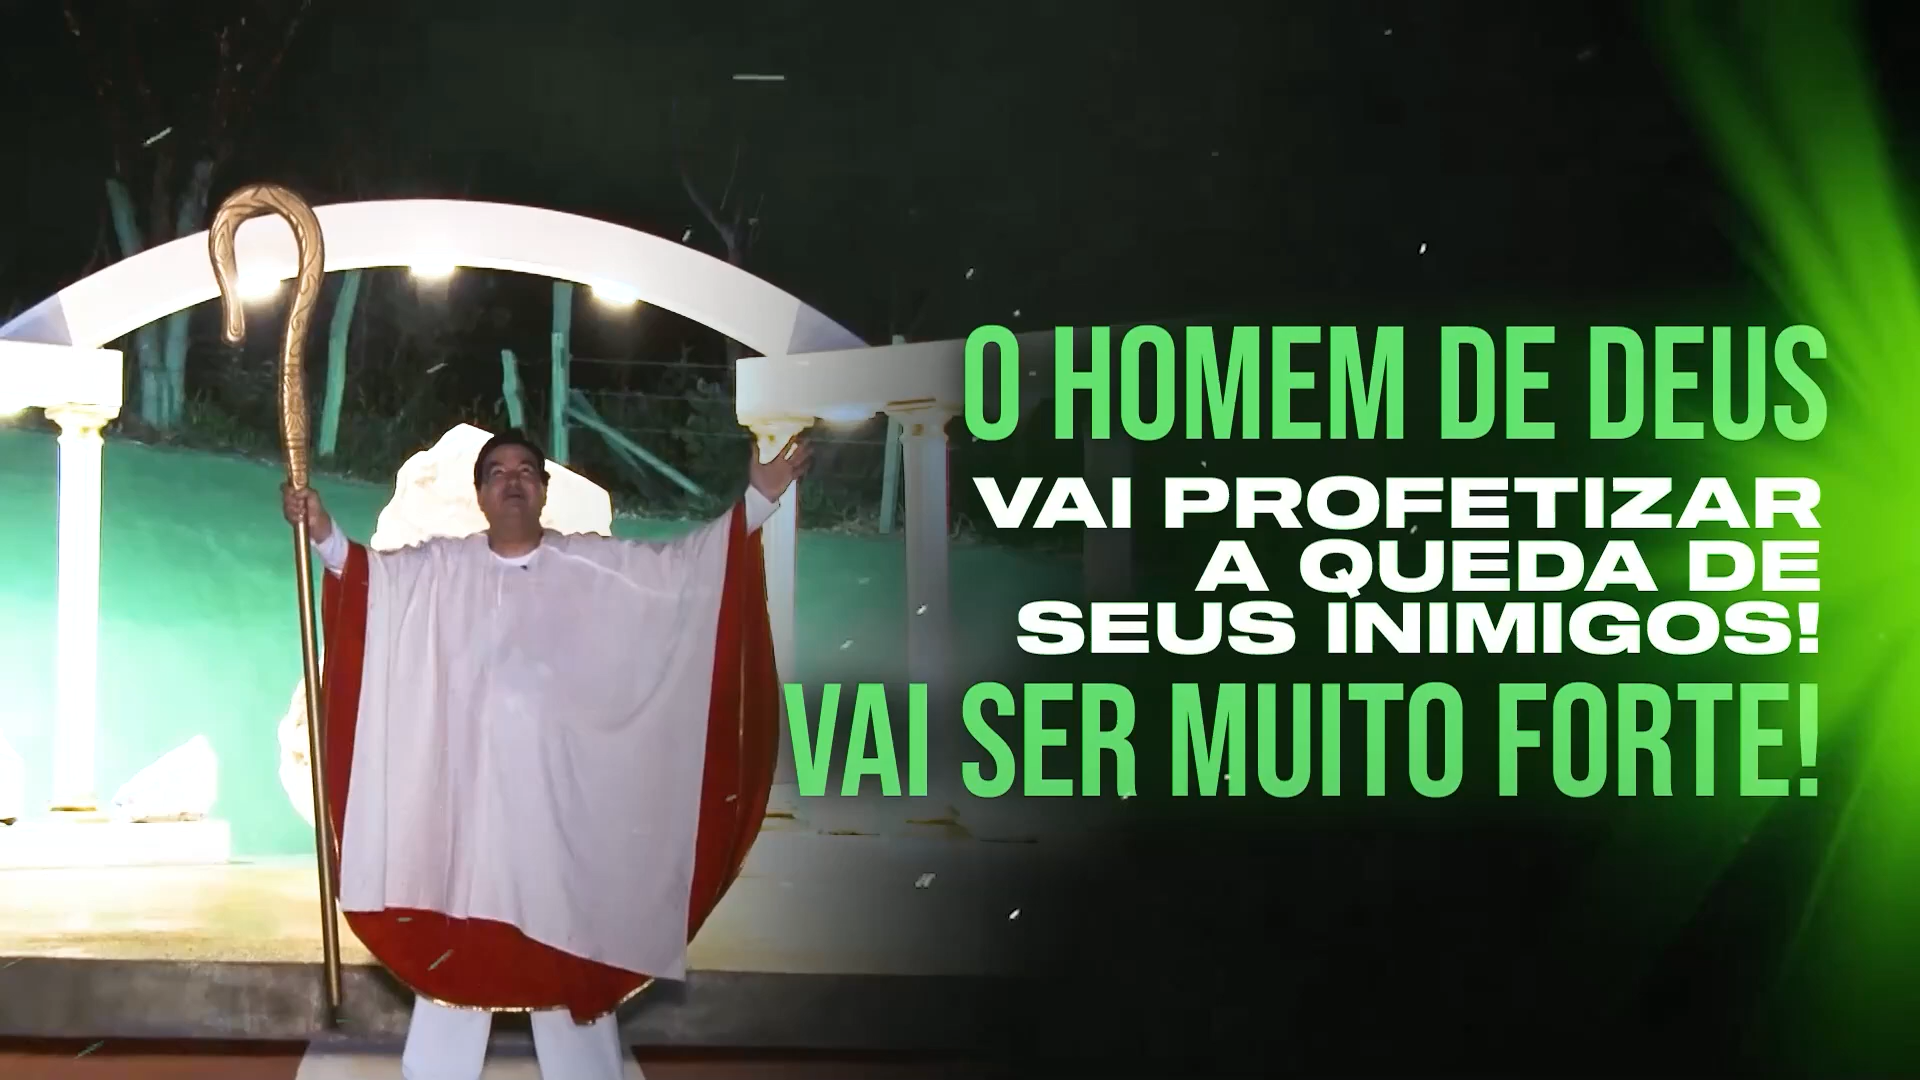 O HOMEM DE DEUS
VAI PROFETIZAR
A QUEDA DE
SEUS INIMIGOS!
VAI SER MUITO FORTE!